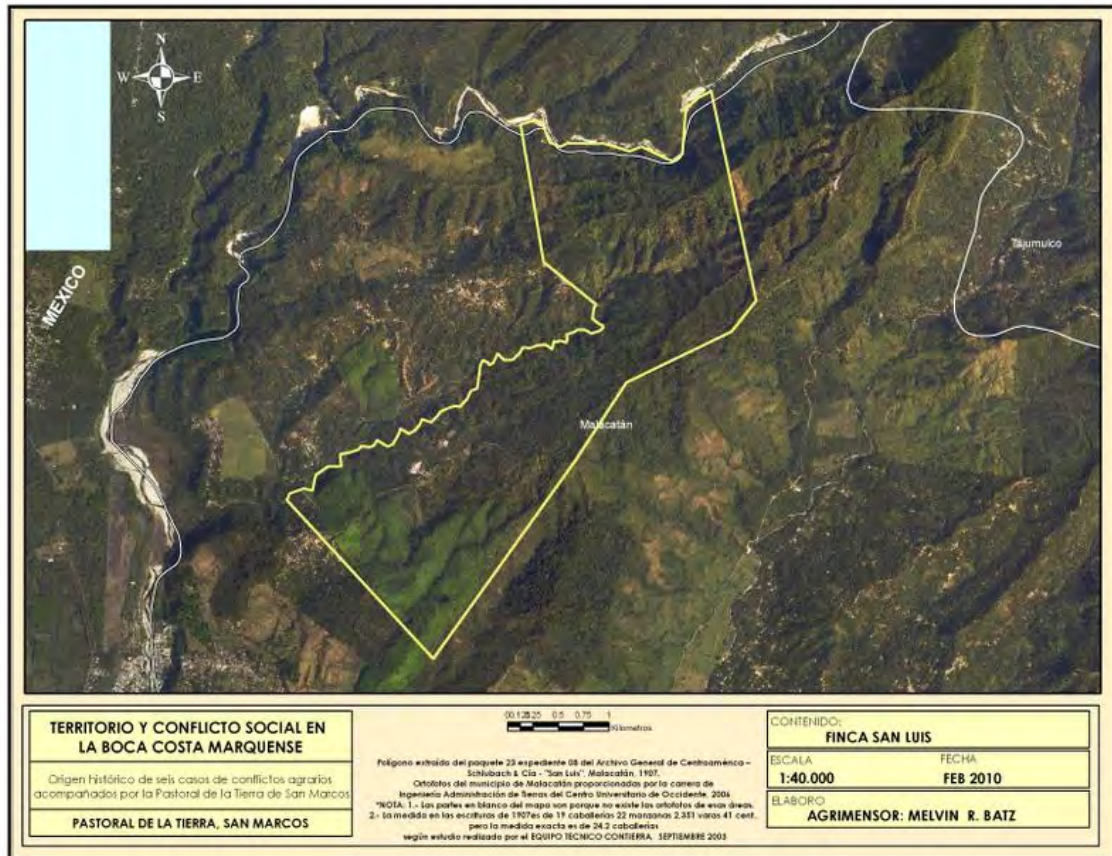 N
W E
S
MEXICO
Tajumulco
Malacatán
TERRITORIO Y CONFLICTO SOCIAL EN
LA BOCA COSTA MARQUENSE
Origen histórico de seis casos de conflictos agrarios
acompañados por la Pastoral de la Tierra de San Marcos
PASTORAL DE LA TIERRA, SAN MARCOS
0.5 0.75 1
Kilometros
Polígono extraido del paquete 23 expediente 08 del Archivo General de Centroamérica –
Schlubach & Cía - "San Luis", Malacatán, 1907.
Ortofotos del municipio de Malacatán proporcionadas por la carrera de
Ingeniería Administración de Tierras del Centro Universitario de Occidente, 2006
*NOTA: 1.- Las partes en blanco del mapa son porque no existe las ortofotos de esas áreas.
2.- La medida en las escrituras de 1907es de 19 caballerías 22 manzanas 2,351 varas 41 cent.,
pero la medida exacta es de 24.2 caballerías
según estudio realizado por el EQUIPO TECNICO CONTIERRA. SEPTIEMBRE 2003
CONTENIDO:
FINCA SAN LUIS
ESCALA FECHA
1:40.000 FEB 2010
ELABORO
AGRIMENSOR: MELVIN R. BATZ